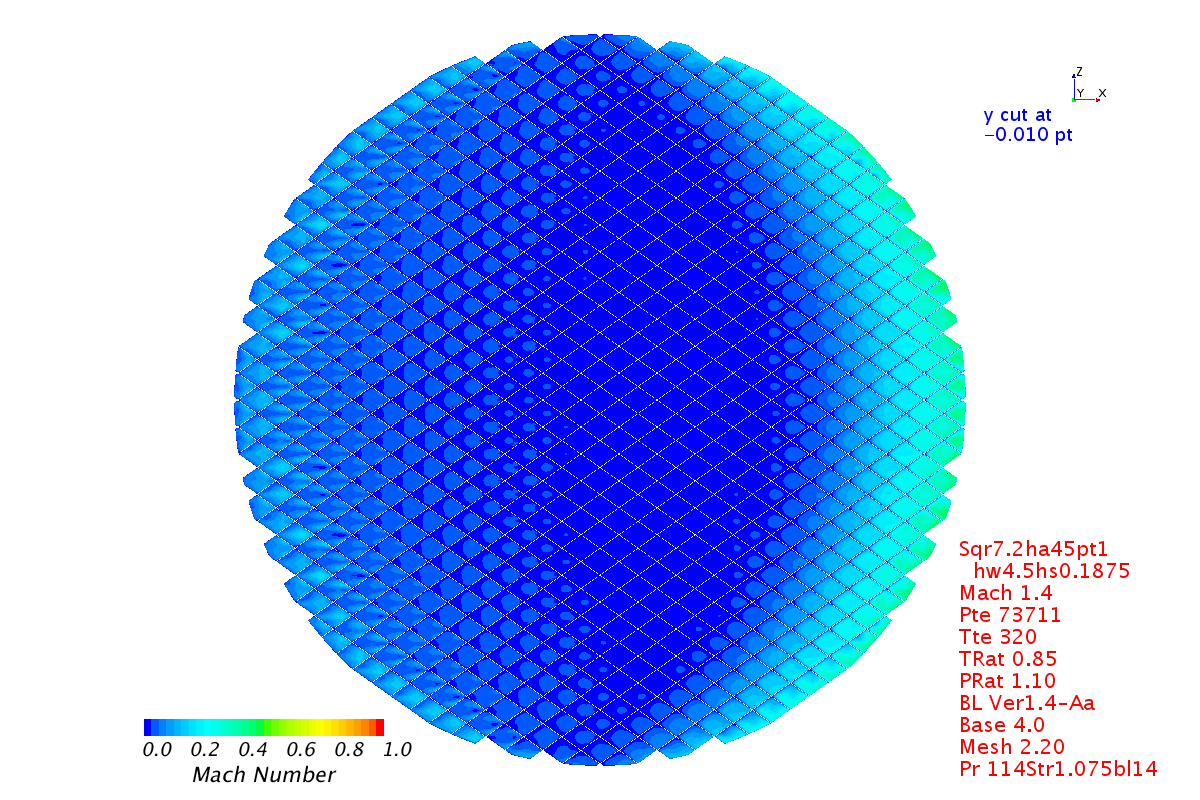 Z
Y X
y cut at
−0.010 pt
Sqr7.2ha45pt1
hw4.5hs0.1875
Mach 1.4
Pte 73711
Tte 320
TRat 0.85
PRat 1.10
BL Ver1.4−Aa
Base 4.0
Mesh 2.20
Pr 114Str1.075bl14
0.0 0.2 0.4 0.6 0.8 1.0
Mach Number